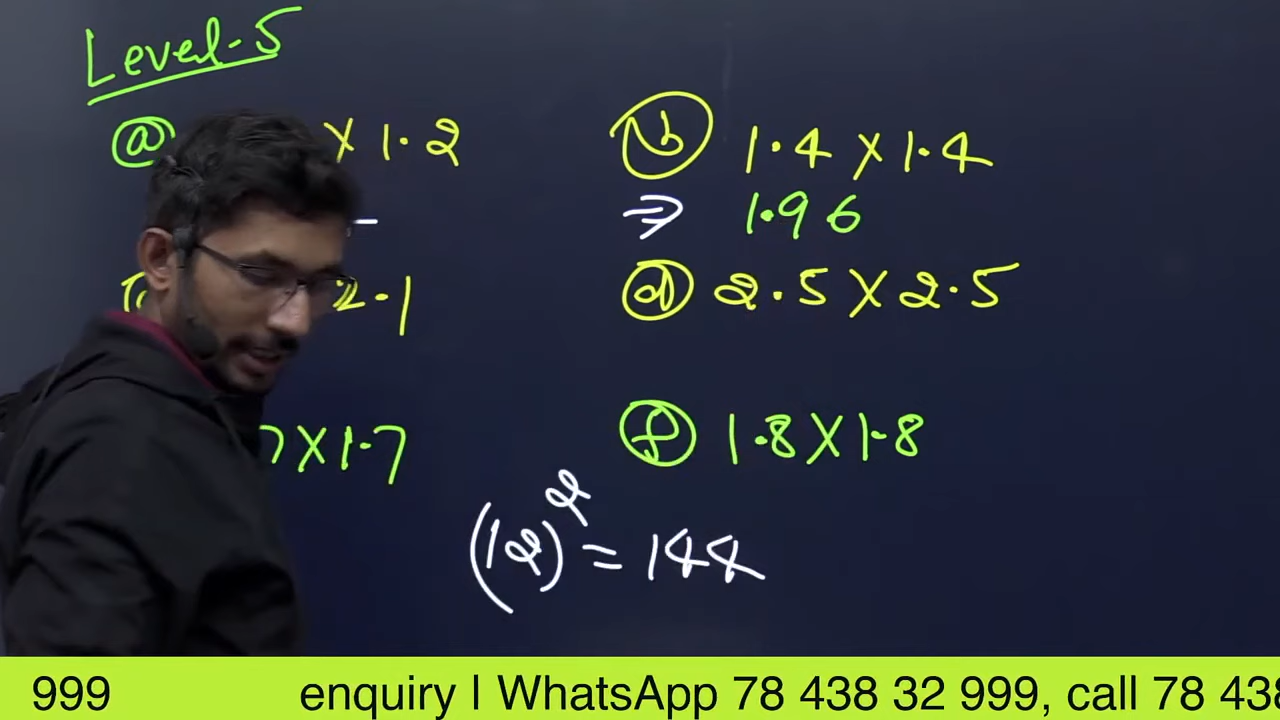 Level-5
ⓐ × 1.2
ⓑ 1.4 × 1.4
⇒ 1.96
2.1
ⓓ 2.5 × 2.5
7 × 1.7
ⓕ 1.8 × 1.8
(12)² = 144
999 enquiry | WhatsApp 78 438 32 999, call 78 438